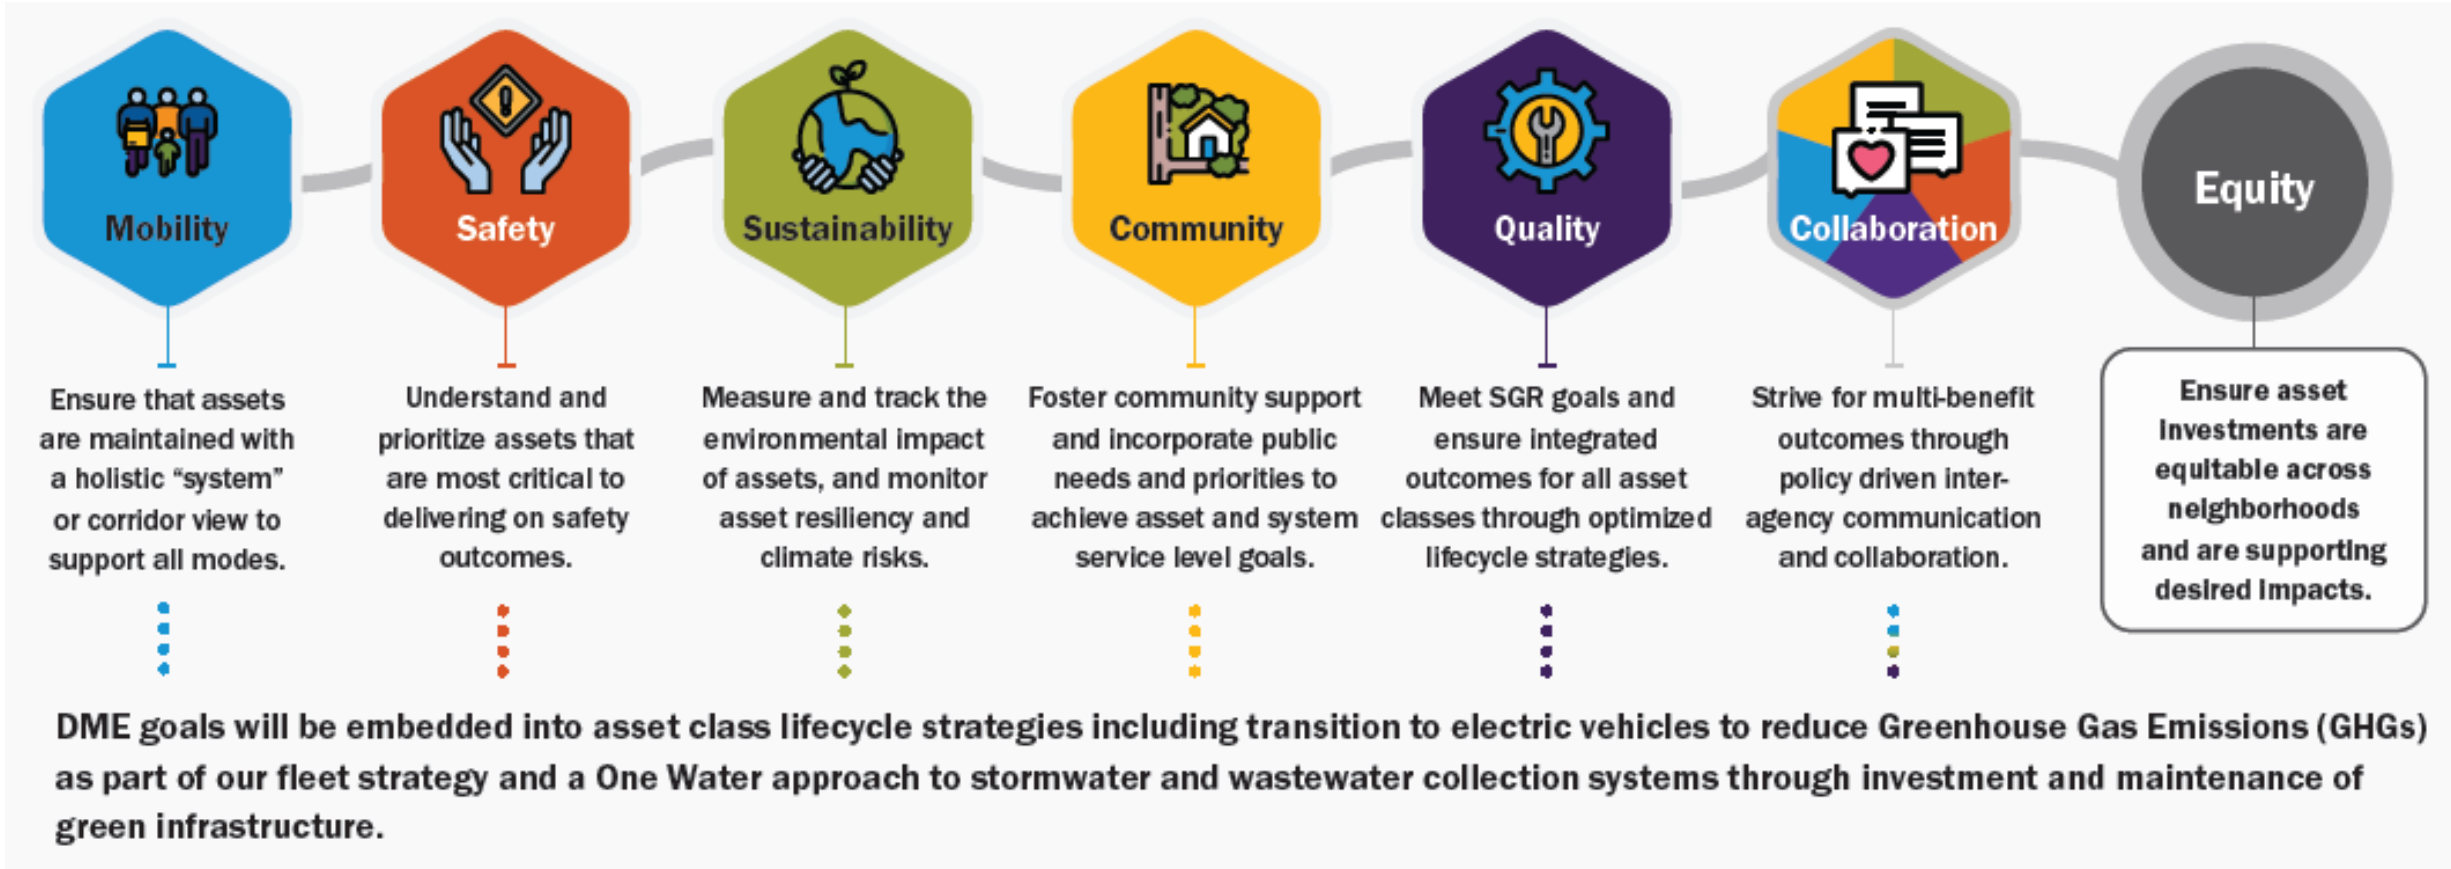 Mobility
Ensure that assets
are maintained with
a holistic “system”
or corridor view to
support all modes.
Safety
Understand and
prioritize assets that
are most critical to
delivering on safety
outcomes.
Sustainability
Measure and track the
environmental impact
of assets, and monitor
asset resiliency and
climate risks.
Community
Foster community support
and incorporate public
needs and priorities to
achieve asset and system
service level goals.
Quality
Meet SGR goals and
ensure integrated
outcomes for all asset
classes through optimized
lifecycle strategies.
Collaboration
Strive for multi-benefit
outcomes through
policy driven inter-
agency communication
and collaboration.
Equity
Ensure asset
investments are
equitable across
neighborhoods
and are supporting
desired impacts.
DME goals will be embedded into asset class lifecycle strategies including transition to electric vehicles to reduce Greenhouse Gas Emissions (GHGs)
as part of our fleet strategy and a One Water approach to stormwater and wastewater collection systems through investment and maintenance of
green infrastructure.